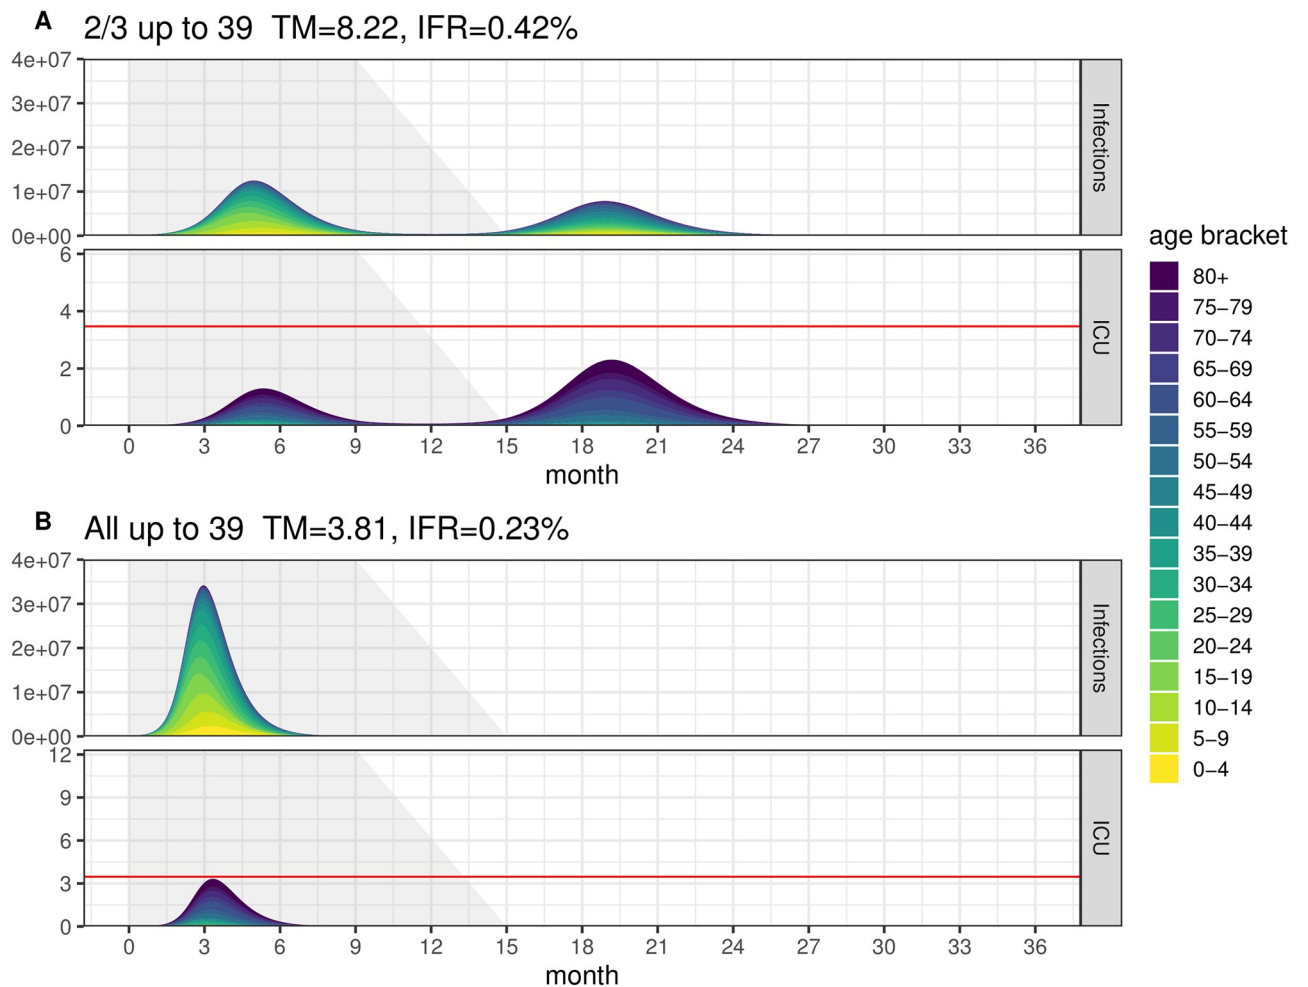 A 2/3 up to 39 TM=8.22, IFR=0.42%
4e+07
3e+07
2e+07
1e+07
0e+00
Infections
6
4
2
0
ICU
0 3 6 9 12 15 18 21 24 27 30 33 36
month
B All up to 39 TM=3.81, IFR=0.23%
4e+07
3e+07
2e+07
1e+07
0e+00
Infections
12
9
6
3
0
ICU
0 3 6 9 12 15 18 21 24 27 30 33 36
month
age bracket
80+
75–79
70–74
65–69
60–64
55–59
50–54
45–49
40–44
35–39
30–34
25–29
20–24
15–19
10–14
5–9
0–4